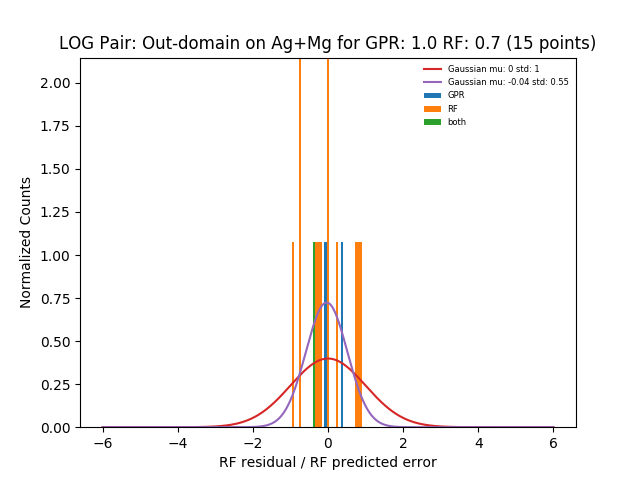 LOG Pair: Out-domain on Ag+Mg for GPR: 1.0 RF: 0.7 (15 points)
Gaussian mu: 0 std: 1
Gaussian mu: -0.04 std: 0.55
GPR
RF
both
Normalized Counts
2.00
1.75
1.50
1.25
1.00
0.75
0.50
0.25
0.00
−6
−4
−2
0
2
4
6
RF residual / RF predicted error